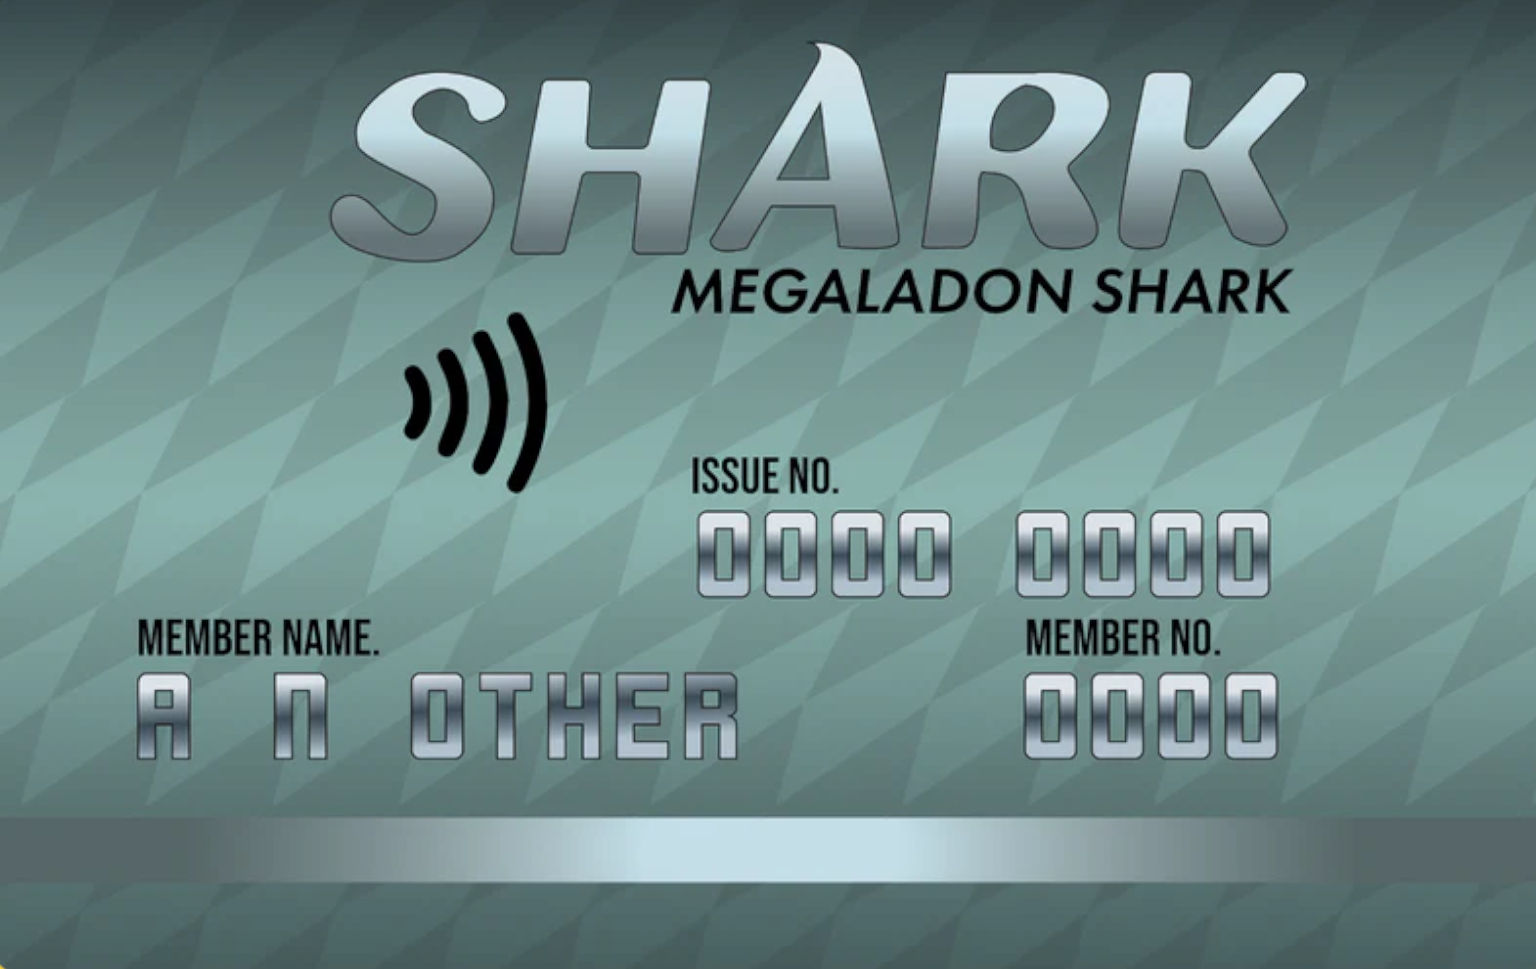 SHARK
MEGALADON SHARK
ISSUE NO.
0000 0000
MEMBER NAME.
A N OTHER
MEMBER NO.
0000